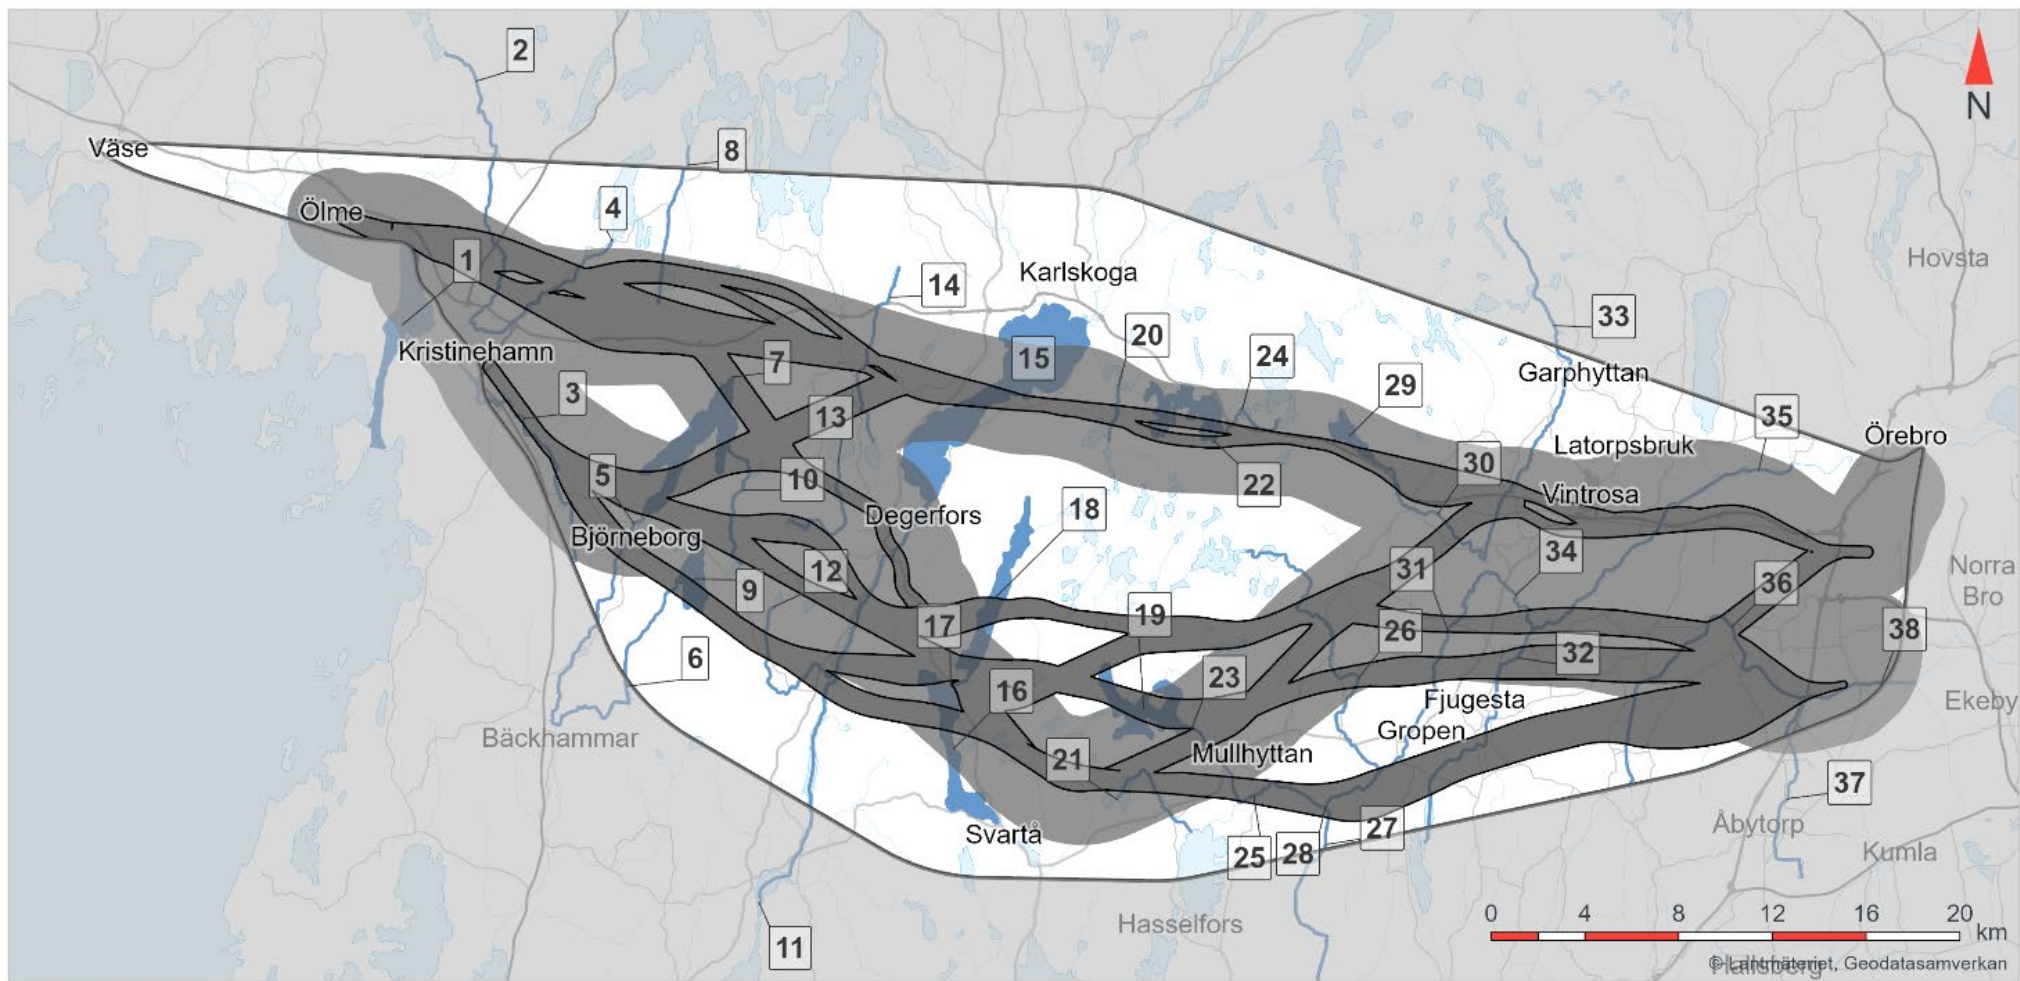 2
N
Väse
8
4
Ölme
Hovsta
1
Karlskoga
14
33
20
24
15
Kristinehamn
7
29
Garphyttan
3
13
35
Örebro
Latorpsbruk
30
5
10
22
Vintrosa
18
Degerfors
Björneborg
34
Norra
Bro
12
31
36
9
19
17
26
38
32
6
23
16
Fjugesta
Ekeby
Gropen
Bäckhammar
Mullhyttan
21
37
Svartå
27
Åbytorp
25
28
Kumla
0 4 8 12 16 20
km
Hasselfors
11
Hallsberg
© Lantmäteriet, Geodatasamverkan